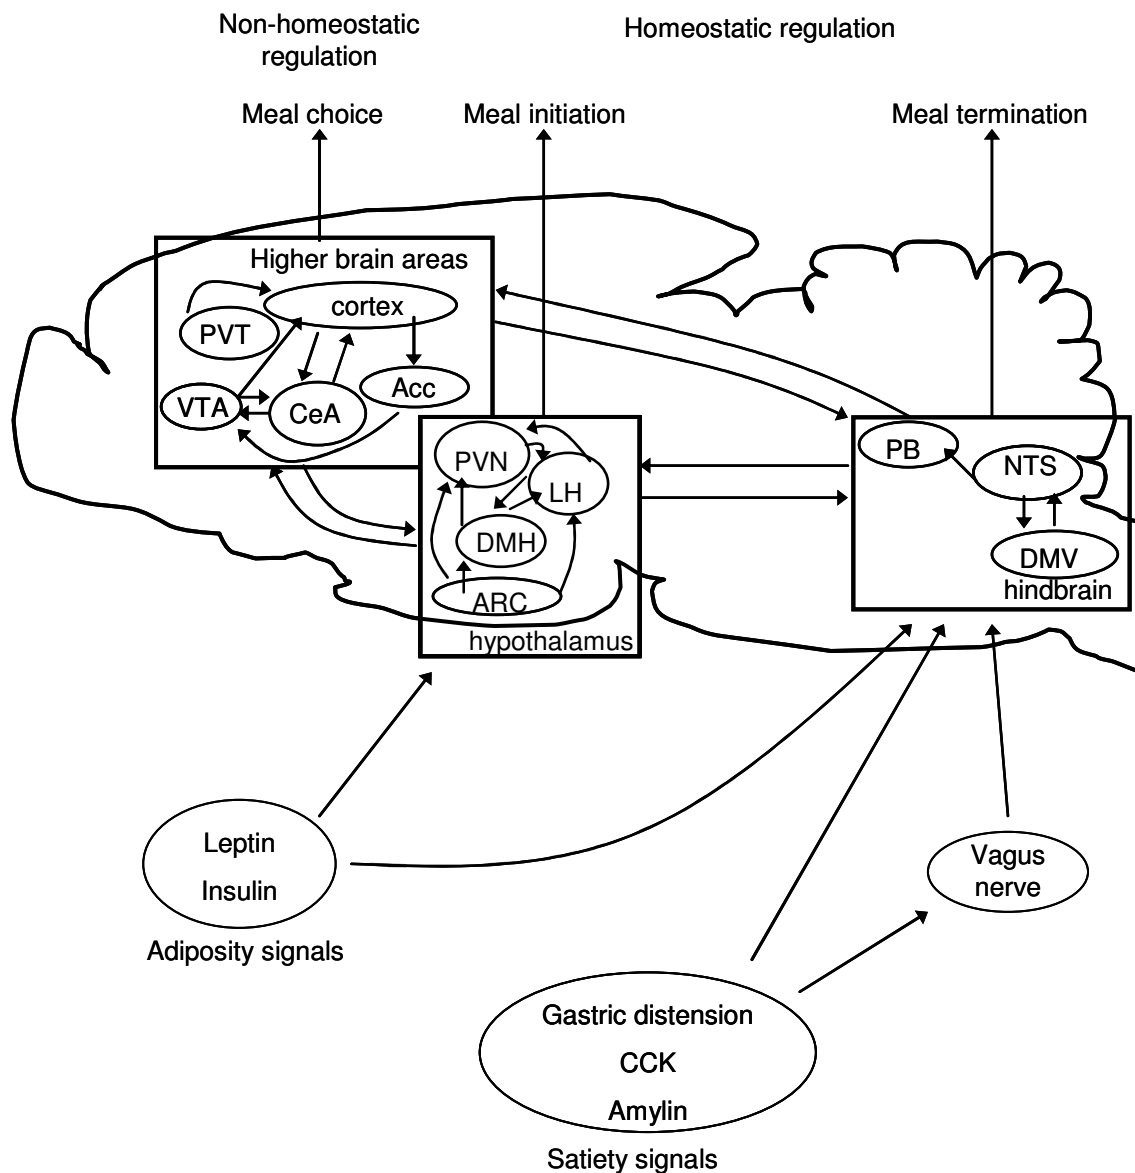 Non-homeostatic
regulation
Homeostatic regulation
Meal choice
Meal initiation
Meal termination
Higher brain areas
cortex
PVT
VTA
CeA
Acc
PVN
LH
DMH
ARC
hypothalamus
PB
NTS
DMV
hindbrain
Leptin
Insulin
Adiposity signals
Vagus
nerve
Gastric distension
CCK
Amylin
Satiety signals